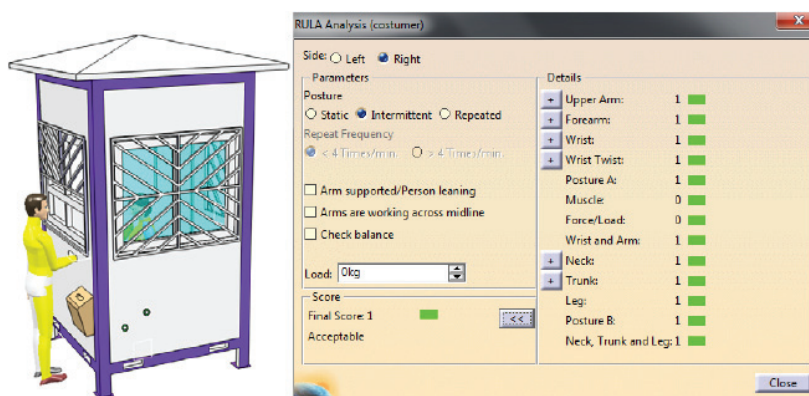 RULA Analysis (costumer)
Side: Left Right
Parameters
Posture
Static Intermittent Repeated
Repeat Frequency
< 4 Times/min. > 4 Times/min.
Arm supported/Person leaning
Arms are working across midline
Check balance
Load: 0kg
Score
Final Score: 1
<<
Acceptable
Details
+ Upper Arm: 1
+ Forearm: 1
+ Wrist: 1
+ Wrist Twist: 1
Posture A: 1
Muscle: 0
Force/Load: 0
Wrist and Arm: 1
+ Neck: 1
+ Trunk: 1
Leg: 1
Posture B: 1
Neck, Trunk and Leg: 1
Close